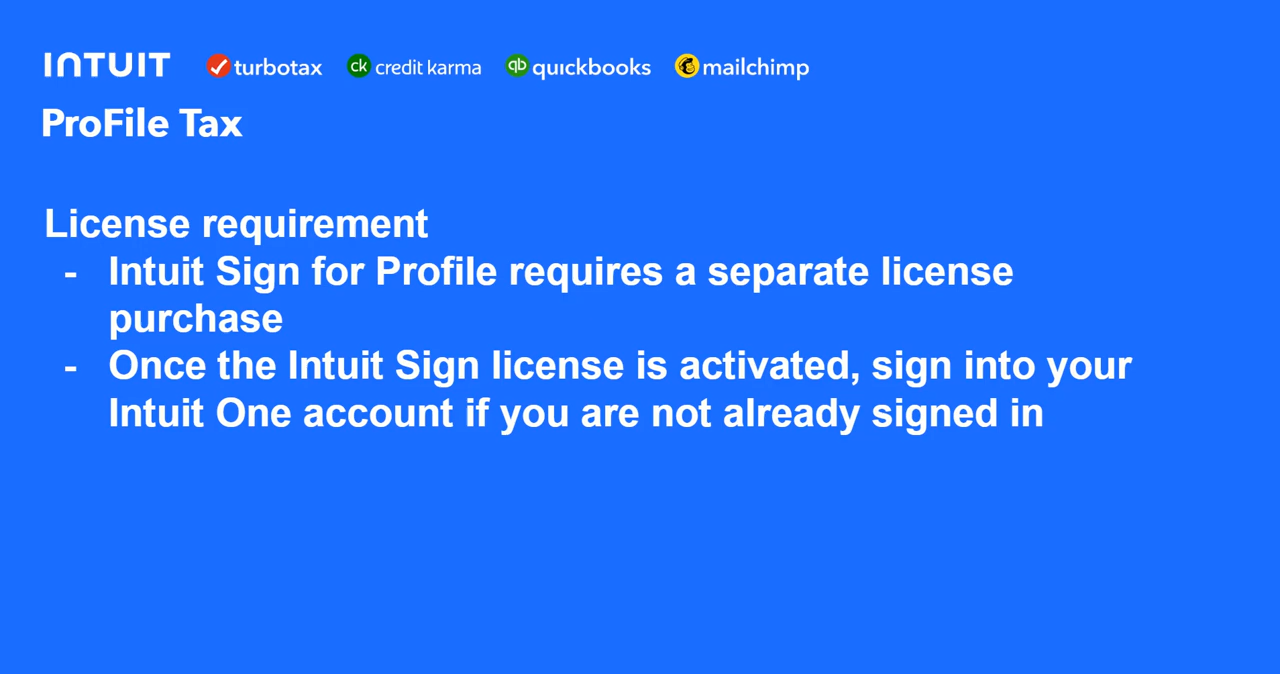 INTUIT turbotax ck credit karma qb quickbooks mailchimp
ProFile Tax
License requirement
- Intuit Sign for Profile requires a separate license
purchase
- Once the Intuit Sign license is activated, sign into your
Intuit One account if you are not already signed in